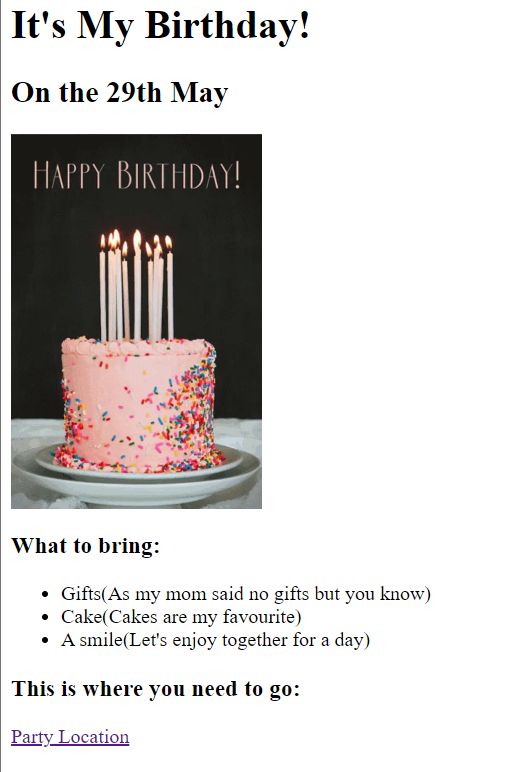 It's My Birthday!
On the 29th May
HAPPY BIRTHDAY!
What to bring:
Gifts(As my mom said no gifts but you know)
Cake(Cakes are my favourite)
A smile(Let's enjoy together for a day)
This is where you need to go:
Party Location